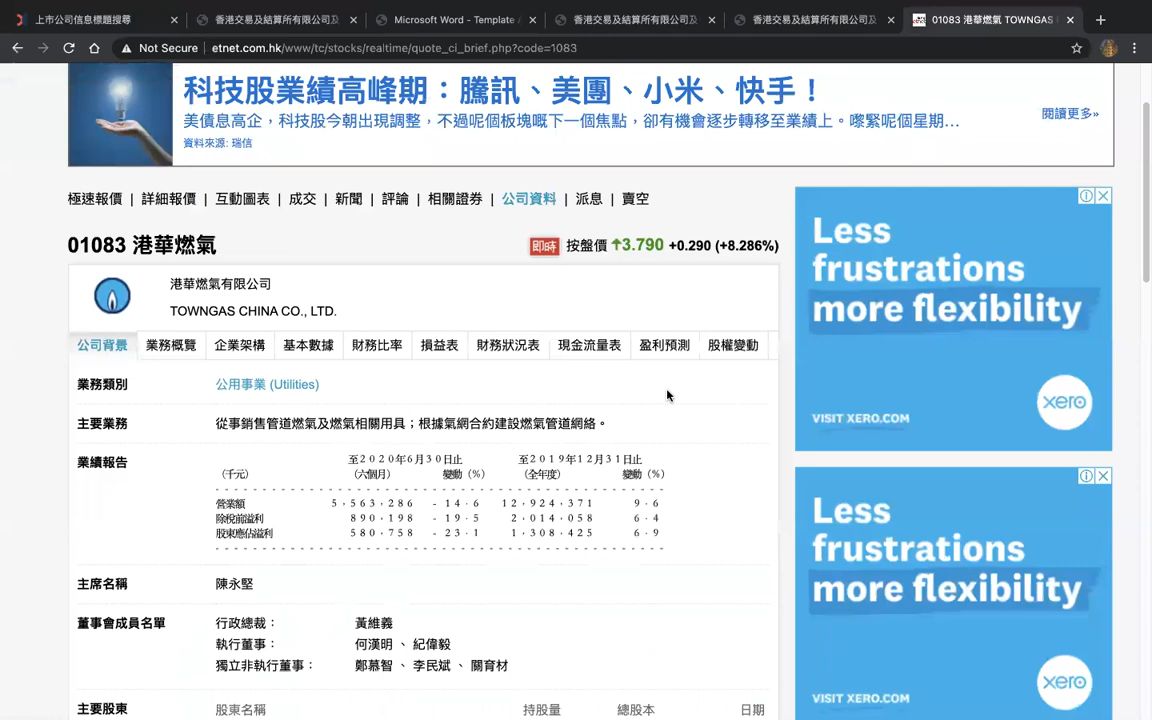 上市公司信息標題搜尋
香港交易及結算所有限公司及
Microsoft Word - Template A
香港交易及結算所有限公司及
香港交易及結算所有限公司及
01083 港華燃氣 TOWNGAS
Not Secure | etnet.com.hk/www/tc/stocks/realtime/quote_ci_brief.php?code=1083
科技股業績高峰期：騰訊、美團、小米、快手！
美債息高企，科技股今朝出現調整，不過呢個板塊嘅下一個焦點，卻有機會逐步轉移至業績上。嚟緊呢個星期...
閱讀更多»
資料來源: 瑞信
極速報價 | 詳細報價 | 互動圖表 | 成交 | 新聞 | 評論 | 相關證券 | 公司資料 | 派息 | 賣空
01083 港華燃氣
即時 按盤價 3.790 +0.290 (+8.286%)
港華燃氣有限公司
TOWNGAS CHINA CO., LTD.
公司背景 業務概覽 企業架構 基本數據 財務比率 損益表 財務狀況表 現金流量表 盈利預測 股權變動
業務類別 公用事業 (Utilities)
主要業務 從事銷售管道燃氣及燃氣相關用具；根據氣網合約建設燃氣管道網絡。
業績報告 至2020年6月30日止 至2019年12月31日止
（千元） （六個月） 變動（%） （全年度） 變動（%）
營業額 5,563,286 -14.6 12,924,371 9.6
除稅前溢利 890,198 -19.5 2,014,058 6.4
股東應佔溢利 580,758 -23.1 1,308,425 6.9
主席名稱 陳永堅
董事會成員名單 行政總裁： 黃維義
執行董事： 何漢明 、 紀偉毅
獨立非執行董事： 鄭慕智 、 李民斌 、 關育材
主要股東 股東名稱 持股量 總股本 日期
Less
frustrations
more flexibility
VISIT XERO.COM
xero
Less
frustrations
more flexibility
VISIT XERO.COM
xero